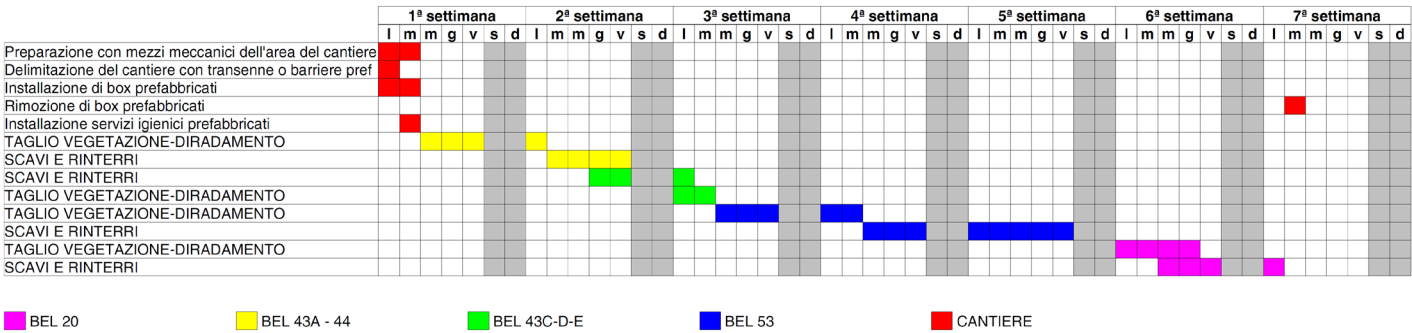 1ª settimana 2ª settimana 3ª settimana 4ª settimana 5ª settimana 6ª settimana 7ª settimana
l m m g v s d l m m g v s d l m m g v s d l m m g v s d l m m g v s d l m m g v s d l m m g v s d
Preparazione con mezzi meccanici dell'area del cantiere
Delimitazione del cantiere con transenne o barriere pref
Installazione di box prefabbricati
Rimozione di box prefabbricati
Installazione servizi igienici prefabbricati
TAGLIO VEGETAZIONE-DIRADAMENTO
SCAVI E RINTERRI
SCAVI E RINTERRI
TAGLIO VEGETAZIONE-DIRADAMENTO
TAGLIO VEGETAZIONE-DIRADAMENTO
SCAVI E RINTERRI
TAGLIO VEGETAZIONE-DIRADAMENTO
SCAVI E RINTERRI
BEL 20 BEL 43A - 44 BEL 43C-D-E BEL 53 CANTIERE